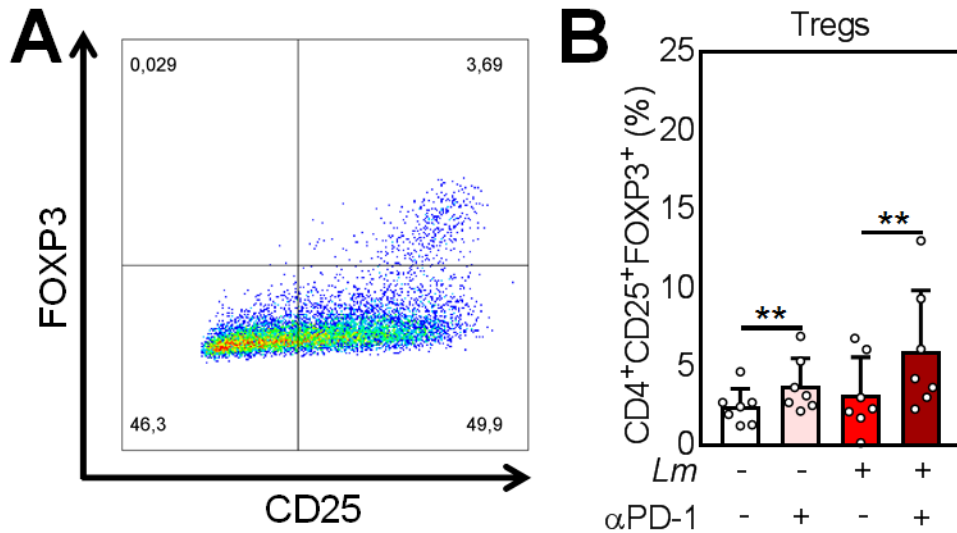 A
0,029
3,69
46,3
49,9
FOXP3
CD25
B
Tregs
CD4⁺CD25⁺FOXP3⁺ (%)
25
20
15
10
5
0
**
**
Lm - - + +
αPD-1 - + - +